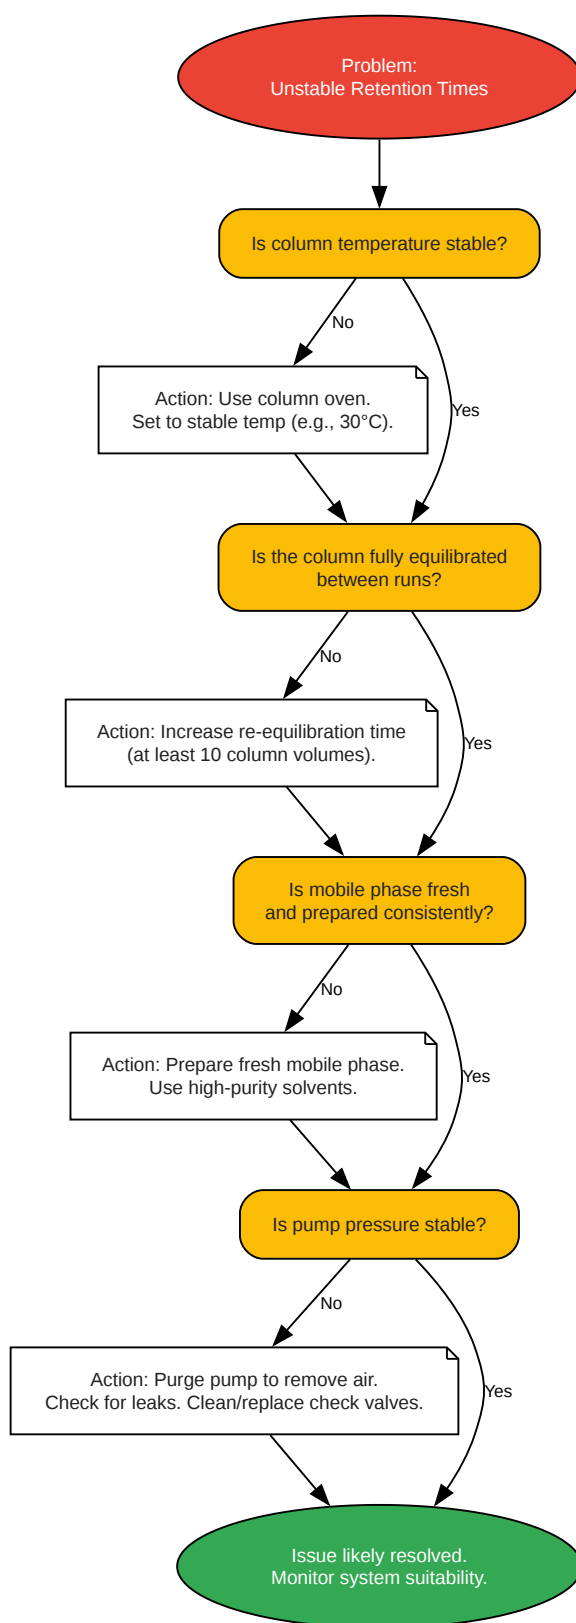 Problem:
Unstable Retention Times
Is column temperature stable?
No
Action: Use column oven.
Set to stable temp (e.g., 30°C).
Yes
Is the column fully equilibrated
between runs?
No
Action: Increase re-equilibration time
(at least 10 column volumes).
Yes
Is mobile phase fresh
and prepared consistently?
No
Action: Prepare fresh mobile phase.
Use high-purity solvents.
Yes
Is pump pressure stable?
No
Action: Purge pump to remove air.
Check for leaks. Clean/replace check valves.
Yes
Issue likely resolved.
Monitor system suitability.